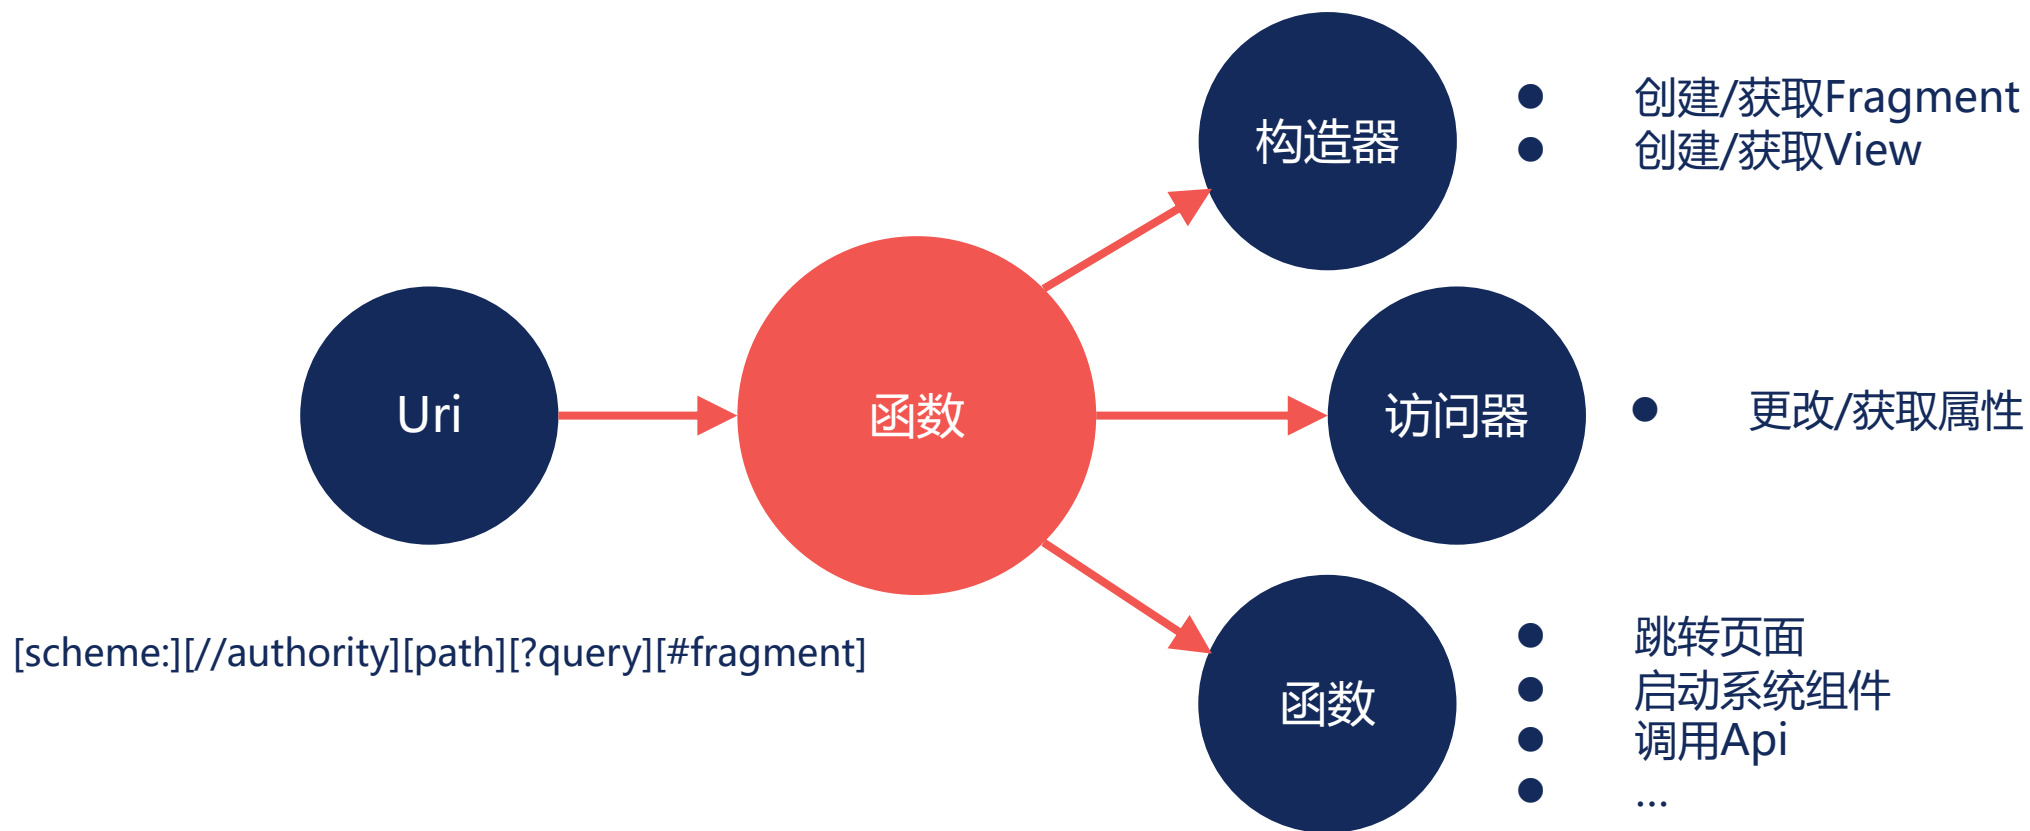 构造器
创建/获取Fragment
创建/获取View
Uri
函数
访问器
更改/获取属性
[scheme:][//authority][path][?query][#fragment]
函数
跳转页面
启动系统组件
调用Api
...